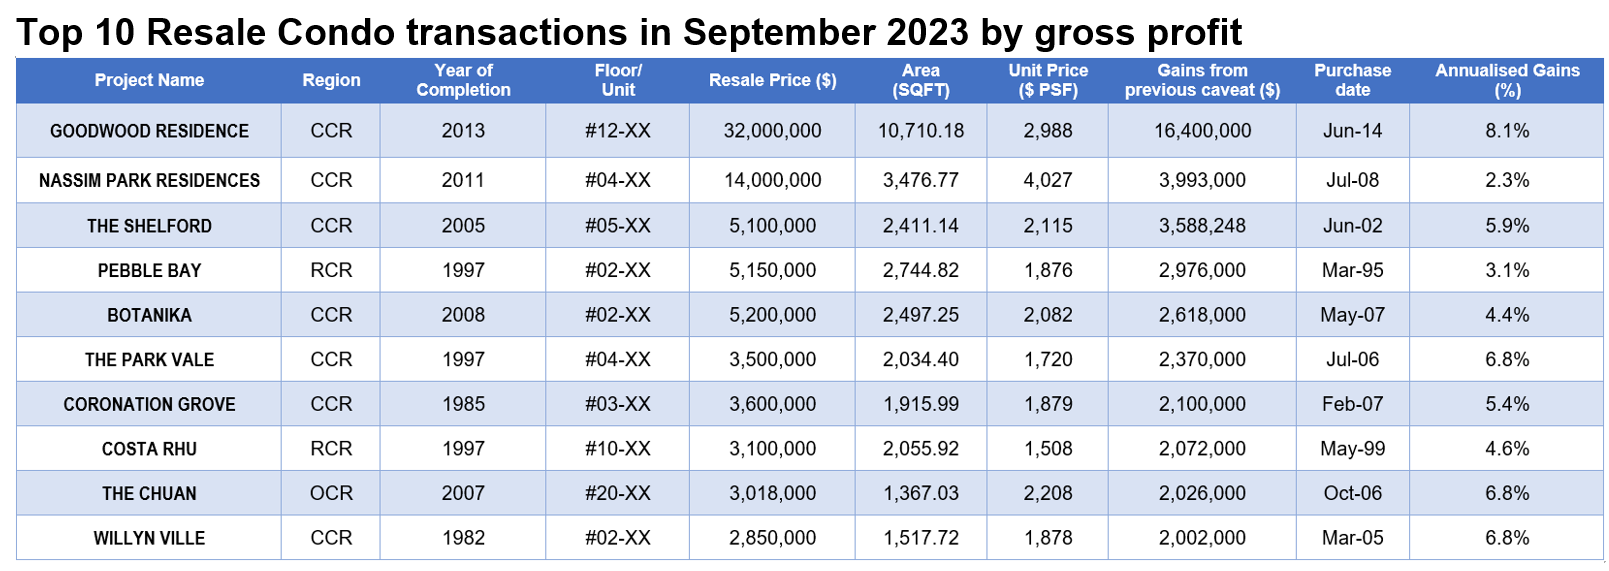 Top 10 Resale Condo transactions in September 2023 by gross profit
Project Name Region Year of Completion Floor/ Unit Resale Price ($) Area (SQFT) Unit Price ($ PSF) Gains from previous caveat ($) Purchase date Annualised Gains (%)
GOODWOOD RESIDENCE CCR 2013 #12-XX 32,000,000 10,710.18 2,988 16,400,000 Jun-14 8.1%
NASSIM PARK RESIDENCES CCR 2011 #04-XX 14,000,000 3,476.77 4,027 3,993,000 Jul-08 2.3%
THE SHELFORD CCR 2005 #05-XX 5,100,000 2,411.14 2,115 3,588,248 Jun-02 5.9%
PEBBLE BAY RCR 1997 #02-XX 5,150,000 2,744.82 1,876 2,976,000 Mar-95 3.1%
BOTANIKA CCR 2008 #02-XX 5,200,000 2,497.25 2,082 2,618,000 May-07 4.4%
THE PARK VALE CCR 1997 #04-XX 3,500,000 2,034.40 1,720 2,370,000 Jul-06 6.8%
CORONATION GROVE CCR 1985 #03-XX 3,600,000 1,915.99 1,879 2,100,000 Feb-07 5.4%
COSTA RHU RCR 1997 #10-XX 3,100,000 2,055.92 1,508 2,072,000 May-99 4.6%
THE CHUAN OCR 2007 #20-XX 3,018,000 1,367.03 2,208 2,026,000 Oct-06 6.8%
WILLYN VILLE CCR 1982 #02-XX 2,850,000 1,517.72 1,878 2,002,000 Mar-05 6.8%